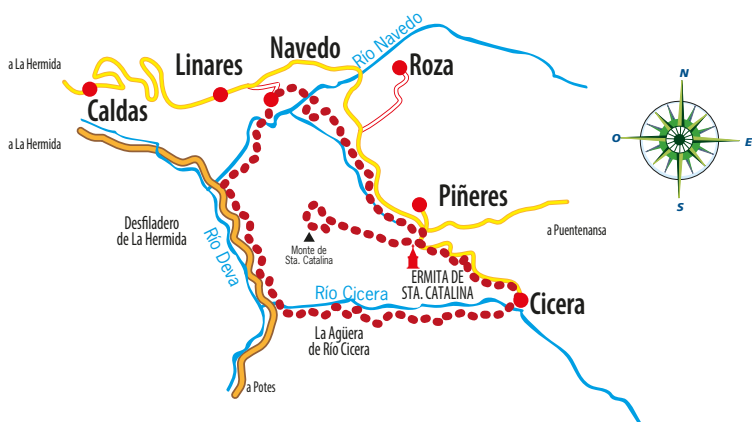 Río Navedo
Navedo
a La Hermida
Linares
Roza
Caldas
N
O
E
S
a La Hermida
Piñeres
Desfiladero
de La Hermida
Río Deva
a Puentenansa
Monte de
Sta. Catalina
ERMITA DE
STA. CATALINA
Río Cicera
Cicera
La Agüera
de Río Cicera
a Potes